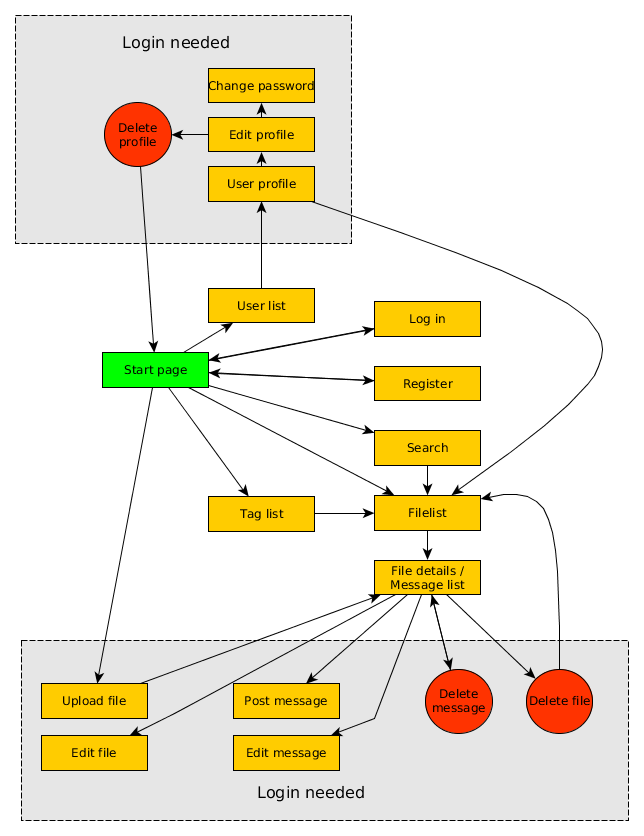 Login needed
Change password
Delete
profile
Edit profile
User profile
User list
Log in
Start page
Register
Search
Tag list
Filelist
File details /
Message list
Upload file
Post message
Delete
message
Delete file
Edit file
Edit message
Login needed